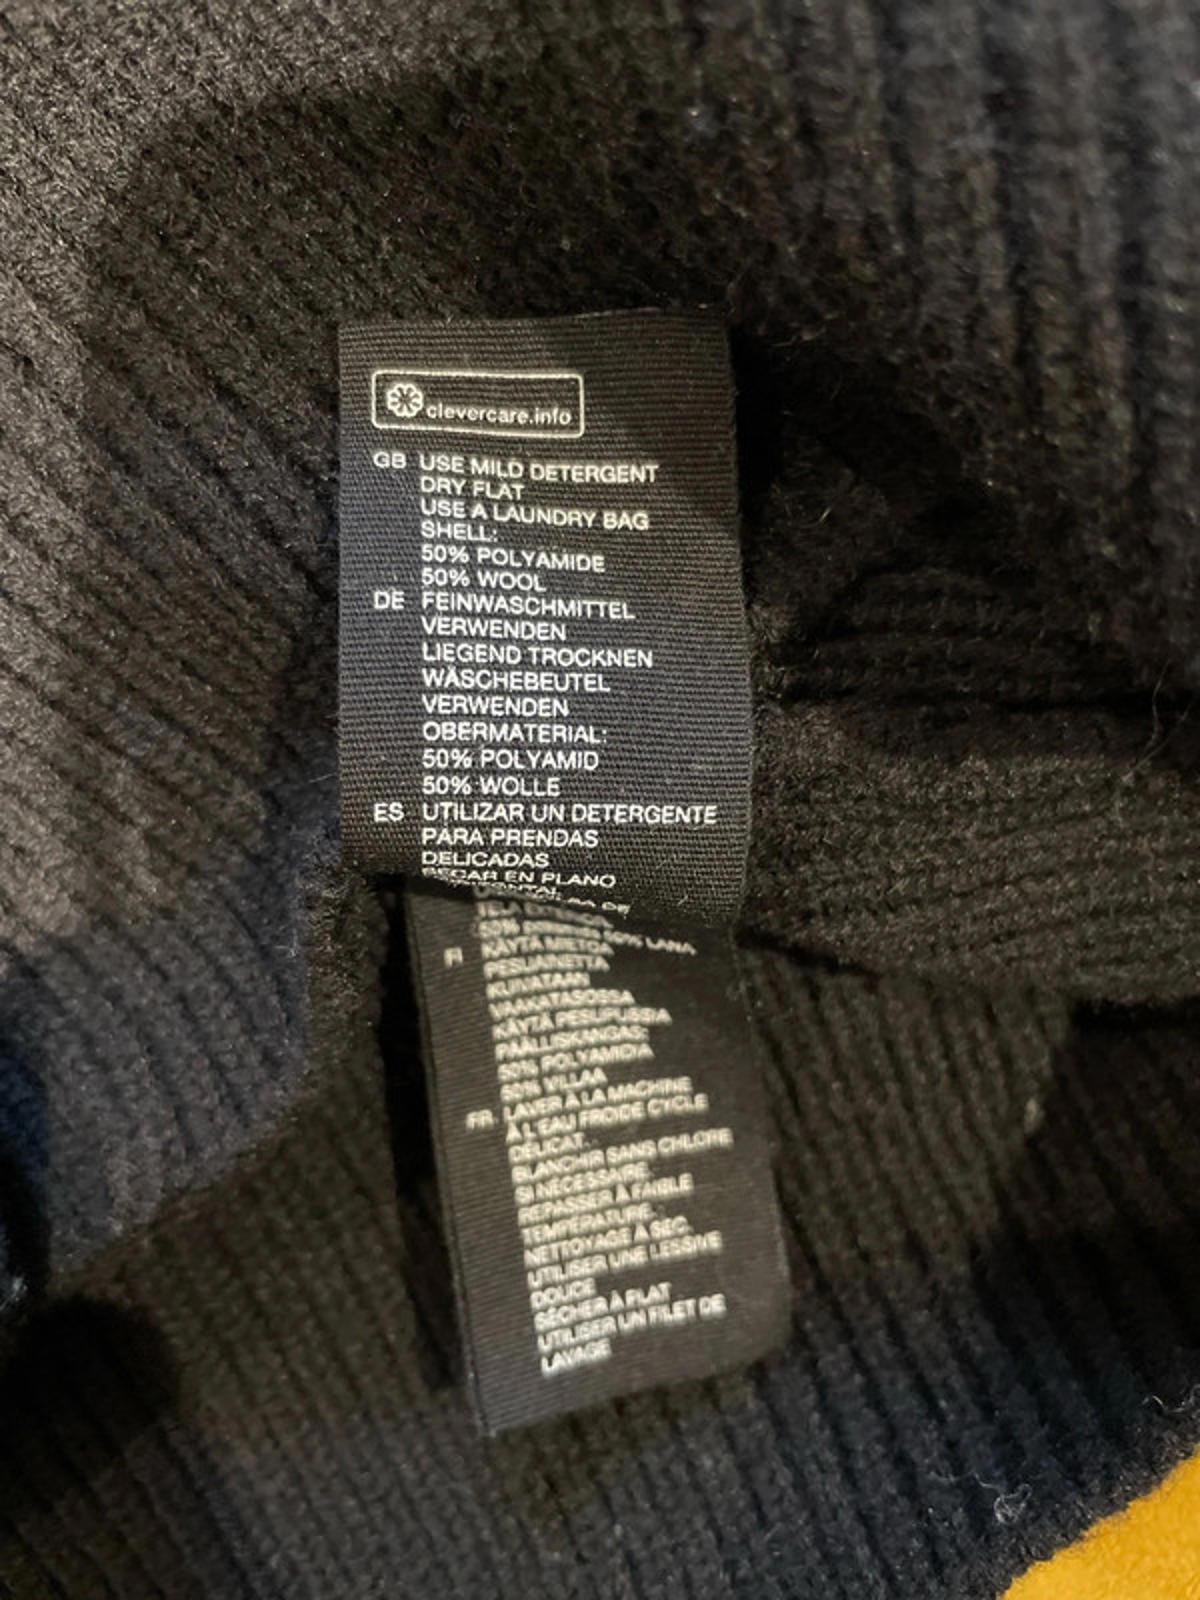 clevercare.info
GB USE MILD DETERGENT
DRY FLAT
USE A LAUNDRY BAG
SHELL:
50% POLYAMIDE
50% WOOL
DE FEINWASCHMITTEL
VERWENDEN
LIEGEND TROCKNEN
WÄSCHEBEUTEL
VERWENDEN
OBERMATERIAL:
50% POLYAMID
50% WOLLE
ES UTILIZAR UN DETERGENTE
PARA PRENDAS
DELICADAS
SECAR EN PLANO
50% LANA
FI KÄYTÄ MIETOA
PESUAINETTA
KUIVATAAN
VAAKATASOSSA
KÄYTÄ PESUPUSSIA
PÄÄLLISKANGAS:
50% POLYAMIDIA
50% VILLAA
FR LAVER À LA MACHINE
À L'EAU FROIDE CYCLE
DÉLICAT.
BLANCHIR SANS CHLORE
SI NÉCESSAIRE.
REPASSER À FAIBLE
TEMPÉRATURE.
NETTOYAGE À SEC.
UTILISER UNE LESSIVE
DOUCE
SÉCHER À PLAT
UTILISER UN FILET DE
LAVAGE